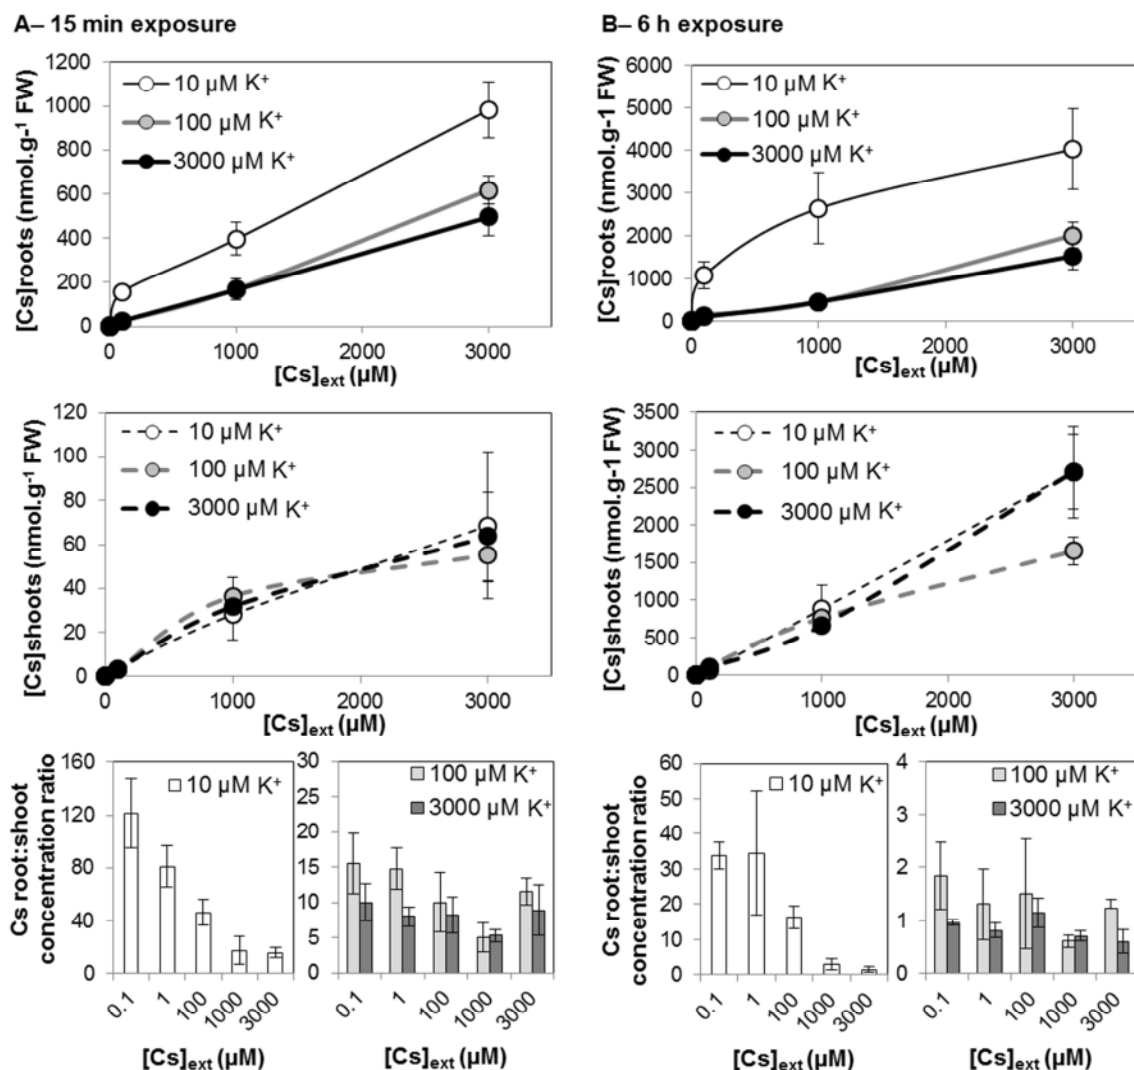 A– 15 min exposure
B– 6 h exposure
[Cs]roots (nmol.g⁻¹ FW)
1200
1000
800
600
400
200
0
10 µM K⁺
100 µM K⁺
3000 µM K⁺
0 1000 2000 3000
[Cs]ext (µM)
[Cs]roots (nmol.g-1 FW)
6000
5000
4000
3000
2000
1000
0
10 µM K⁺
100 µM K⁺
3000 µM K⁺
0 1000 2000 3000
[Cs]ext (µM)
[Cs]shoots (nmol.g⁻¹ FW)
120
100
80
60
40
20
0
10 µM K⁺
100 µM K⁺
3000 µM K⁺
0 1000 2000 3000
[Cs]ext (µM)
[Cs]shoots (nmol.g-1 FW)
3500
3000
2500
2000
1500
1000
500
0
10 µM K⁺
100 µM K⁺
3000 µM K⁺
0 1000 2000 3000
[Cs]ext (µM)
Cs root:shoot
concentration ratio
160
120
80
40
0
10 µM K⁺
0.1 1 100 1000 3000
[Cs]ext (µM)
30
25
20
15
10
5
0
100 µM K⁺
3000 µM K⁺
0.1 1 100 1000 3000
[Cs]ext (µM)
Cs root:shoot
concentration ratio
60
50
40
30
20
10
0
10 µM K⁺
0.1 1 100 1000 3000
[Cs]ext (µM)
4
3
2
1
0
100 µM K⁺
3000 µM K⁺
0.1 1 100 1000 3000
[Cs]ext (µM)